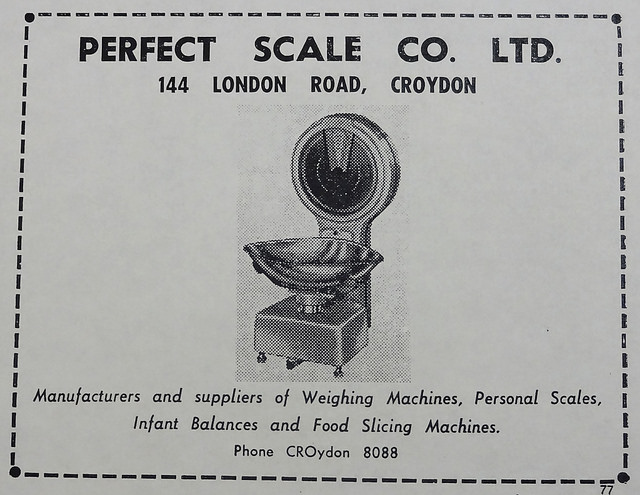 PERFECT SCALE CO. LTD.
144 LONDON ROAD, CROYDON
Manufacturers and suppliers of Weighing Machines, Personal Scales,
Infant Balances and Food Slicing Machines.
Phone CROydon 8088
77